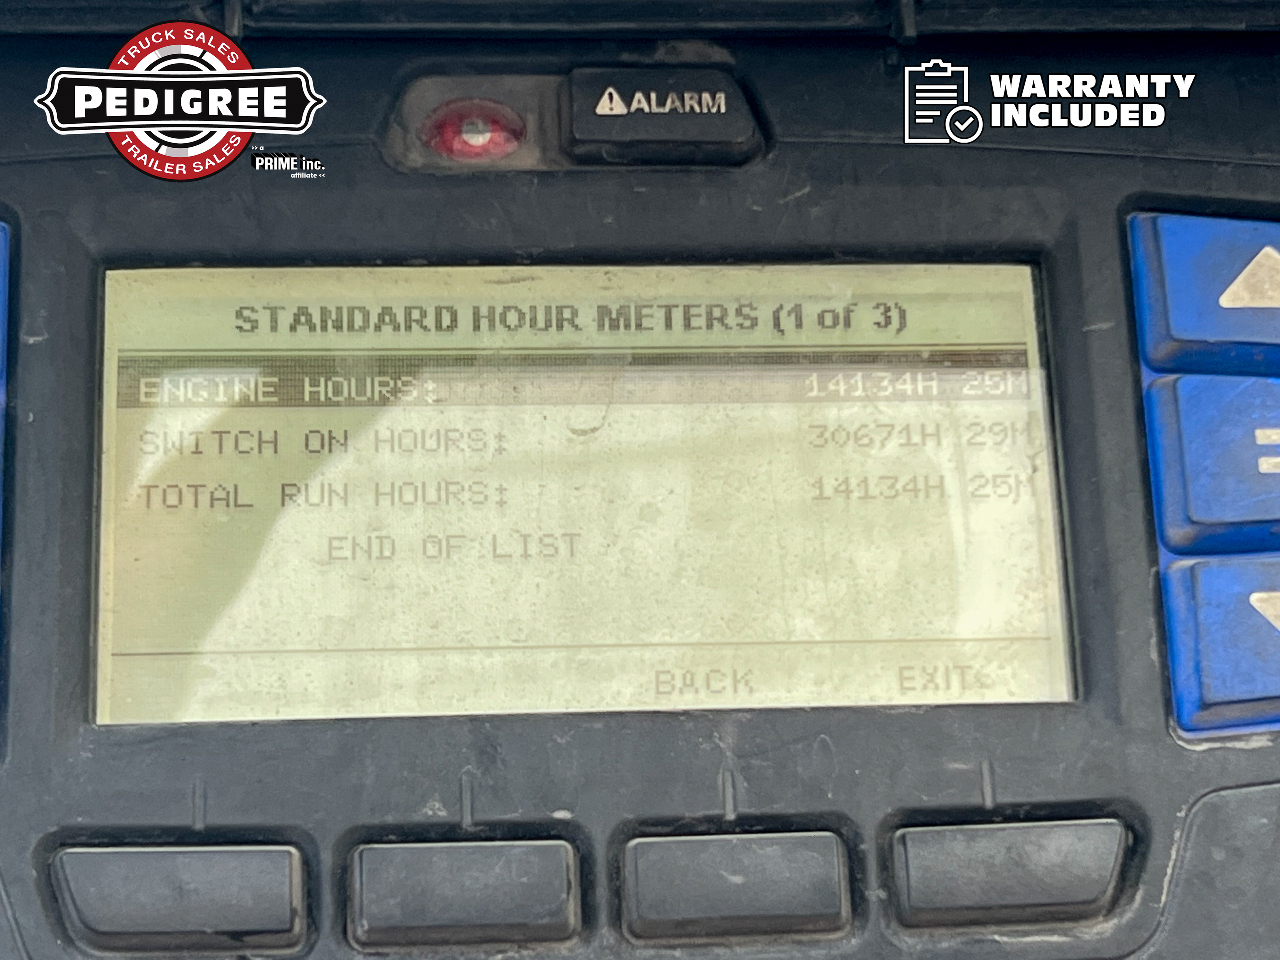 TRUCK SALES
PEDIGREE
TRAILER SALES
>> a
PRIME inc.
affiliate <<
ALARM
WARRANTY
INCLUDED
STANDARD HOUR METERS (1 of 3)
ENGINE HOURS: 14134H 25M
SWITCH ON HOURS: 30671H 29M
TOTAL RUN HOURS: 14134H 25M
END OF LIST
BACK EXIT